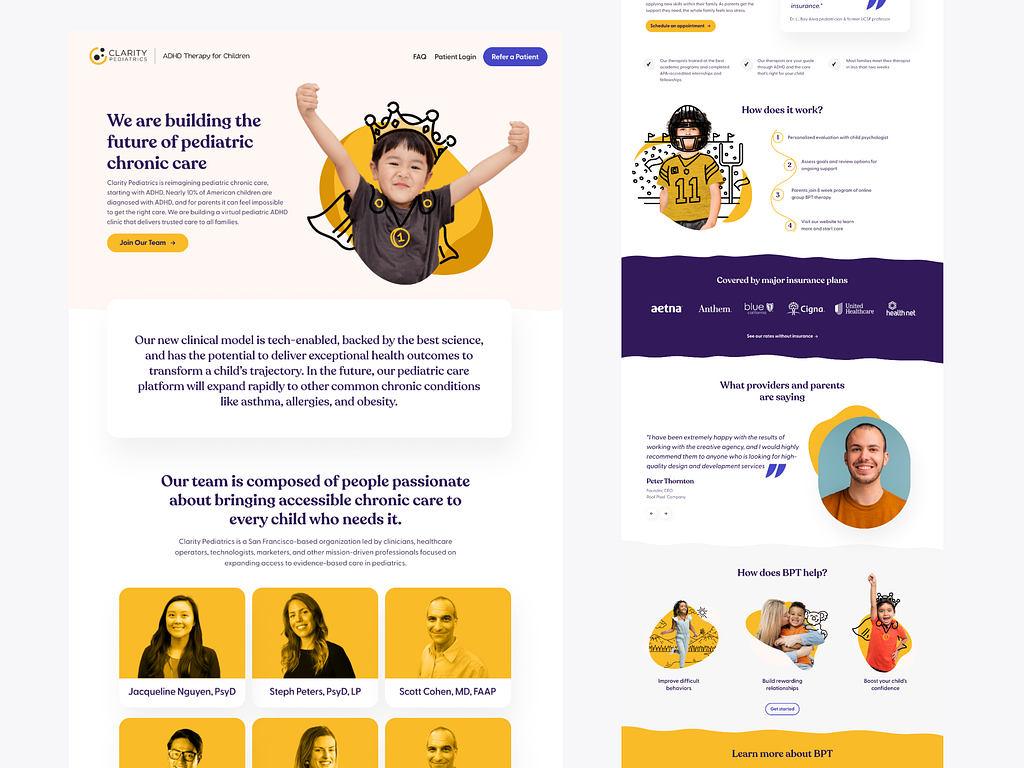 CLARITY
PEDIATRICS
ADHD Therapy for Children
FAQ
Patient Login
Refer a Patient
We are building the
future of pediatric
chronic care
Clarity Pediatrics is reimagining pediatric chronic care,
starting with ADHD. Nearly 10% of American children are
diagnosed with ADHD, and for parents it can feel impossible
to get the right care. We are building a virtual pediatric ADHD
clinic that delivers trusted care to all families.
Join Our Team →
1
Our new clinical model is tech-enabled, backed by the best science,
and has the potential to deliver exceptional health outcomes to
transform a child's trajectory. In the future, our pediatric care
platform will expand rapidly to other common chronic conditions
like asthma, allergies, and obesity.
Our team is composed of people passionate
about bringing accessible chronic care to
every child who needs it.
Clarity Pediatrics is a San Francisco-based organization led by clinicians, healthcare
operators, technologists, marketers, and other mission-driven professionals focused on
expanding access to evidence-based care in pediatrics.
Jacqueline Nguyen, PsyD
Steph Peters, PsyD, LP
Scott Cohen, MD, FAAP
applying new skills within their family. As parents get the
support they need, the whole family feels less stress.
Schedule an appointment →
insurance."
Bay Area pediatrician & former UCSF professor
Our therapists trained at the best
academic programs and completed
APA-accredited internships and
fellowships
Our therapists are your guide
through ADHD and the care
that's right for your child
Most families meet their therapist
in less than two weeks
How does it work?
11
1
Personalized evaluation with child psychologist
2
Assess goals and review options for
ongoing support
3
Parents join 8 week program of online
group BPT therapy
4
Visit our website to learn
more and start care
Covered by major insurance plans
aetna
Anthem.
blue
california
Cigna.
United
Healthcare
health net
See our rates without insurance →
What providers and parents
are saying
"I have been extremely happy with the results of
working with the creative agency, and I would highly
recommend them to anyone who is looking for high-
quality design and development services
Peter Thornton
Founder, CEO
Pool Pixel Company
How does BPT help?
Improve difficult
behaviors
Build rewarding
relationships
Boost your child's
confidence
Get started
Learn more about BPT